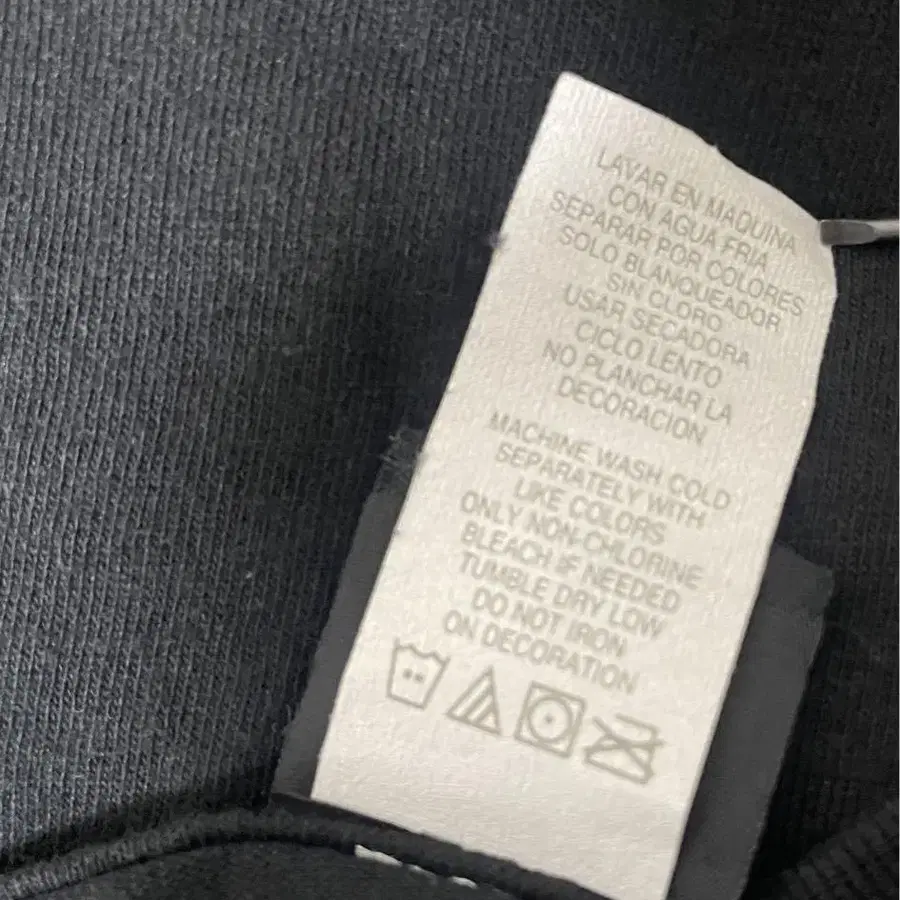 LAVAR EN MAQUINA
CON AGUA FRIA
SEPARAR POR COLORES
SOLO BLANQUEADOR
SIN CLORO
USAR SECADORA
CICLO LENTO
NO PLANCHAR LA
DECORACION
MACHINE WASH COLD
SEPARATELY WITH
LIKE COLORS
ONLY NON-CHLORINE
BLEACH IF NEEDED
TUMBLE DRY LOW
DO NOT IRON
ON DECORATION